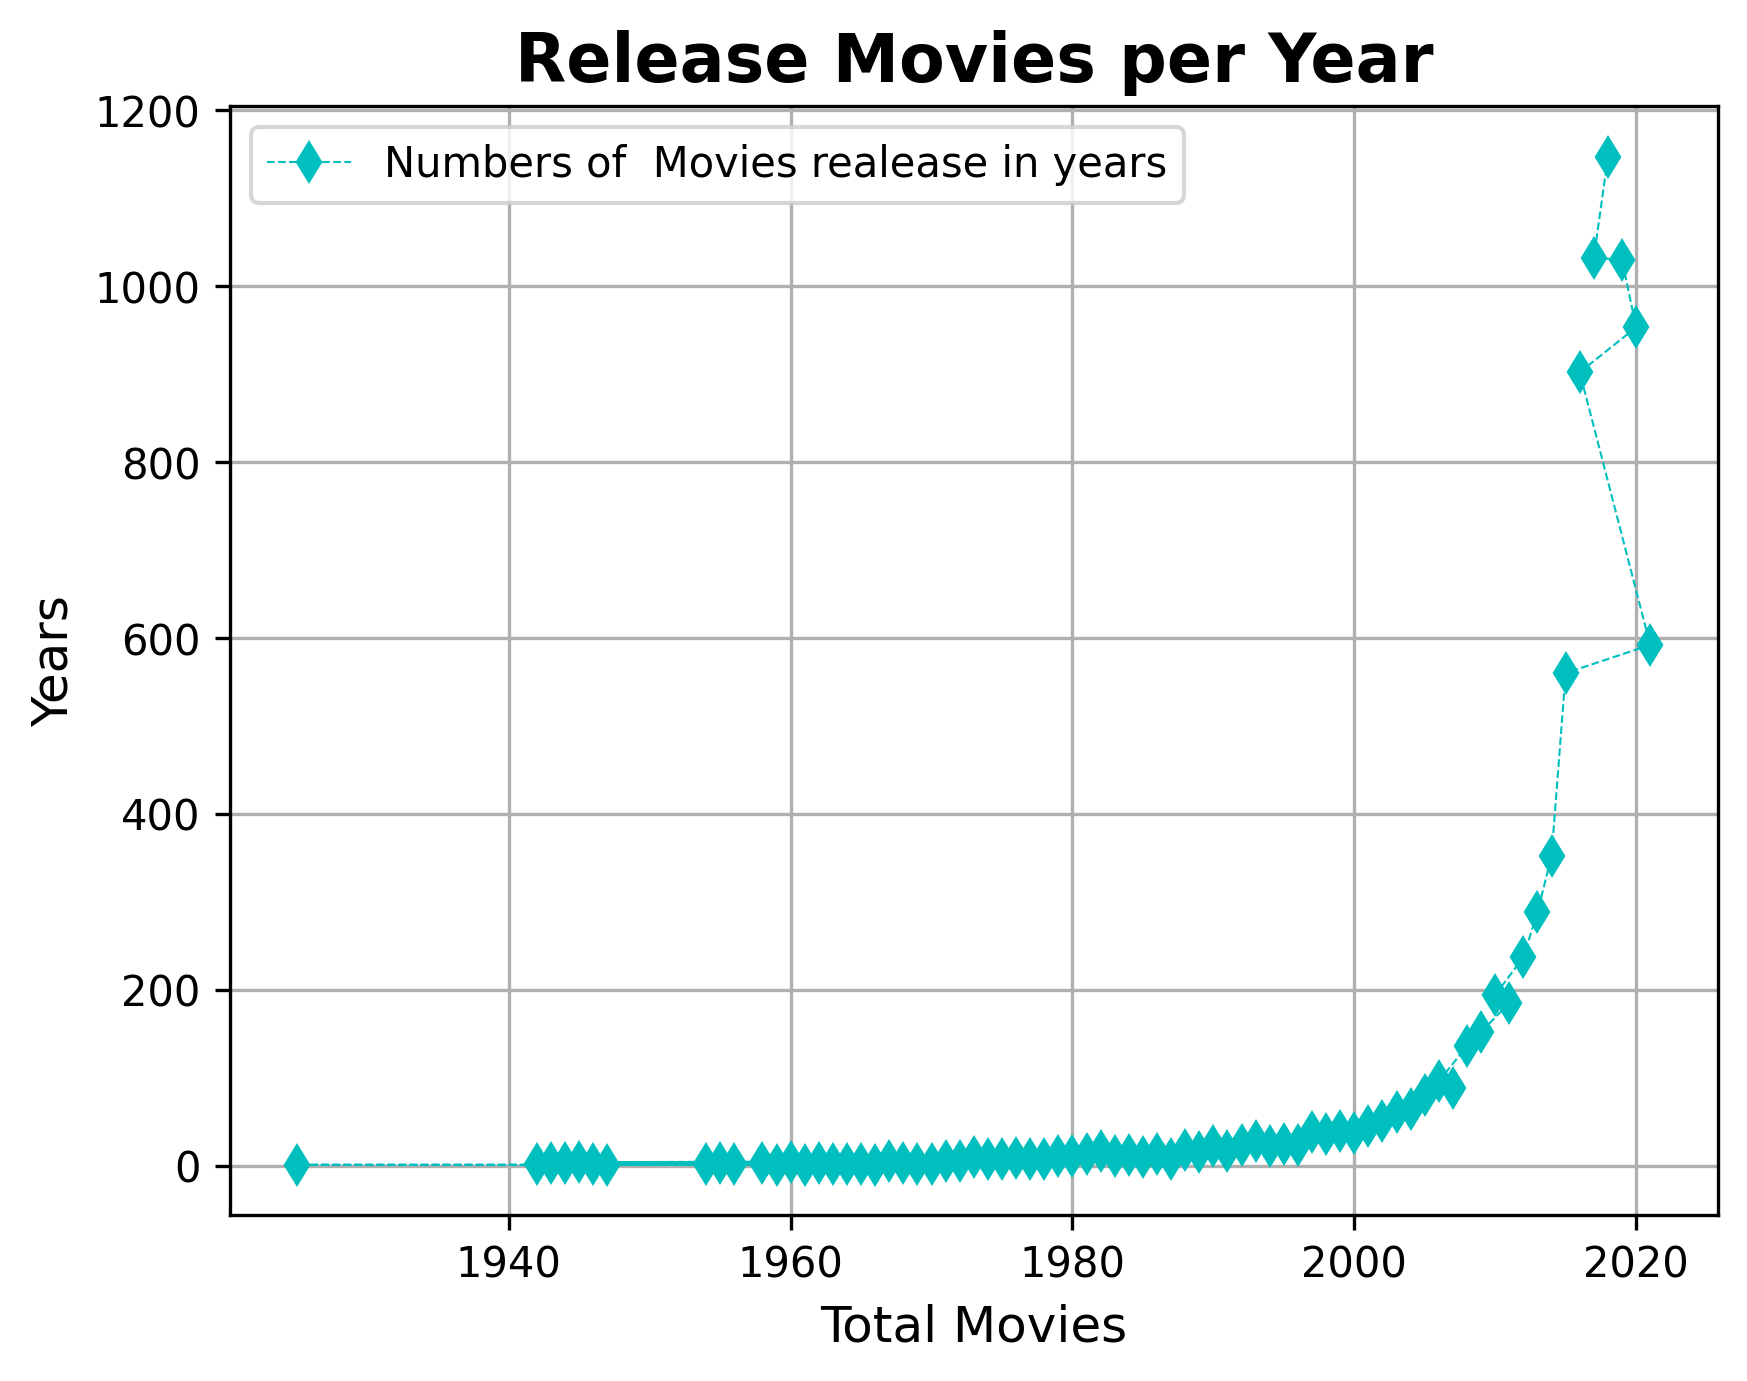 Release Movies per Year
Numbers of  Movies realease in years
1200
1000
800
600
400
200
0
Years
1940 1960 1980 2000 2020
Total Movies